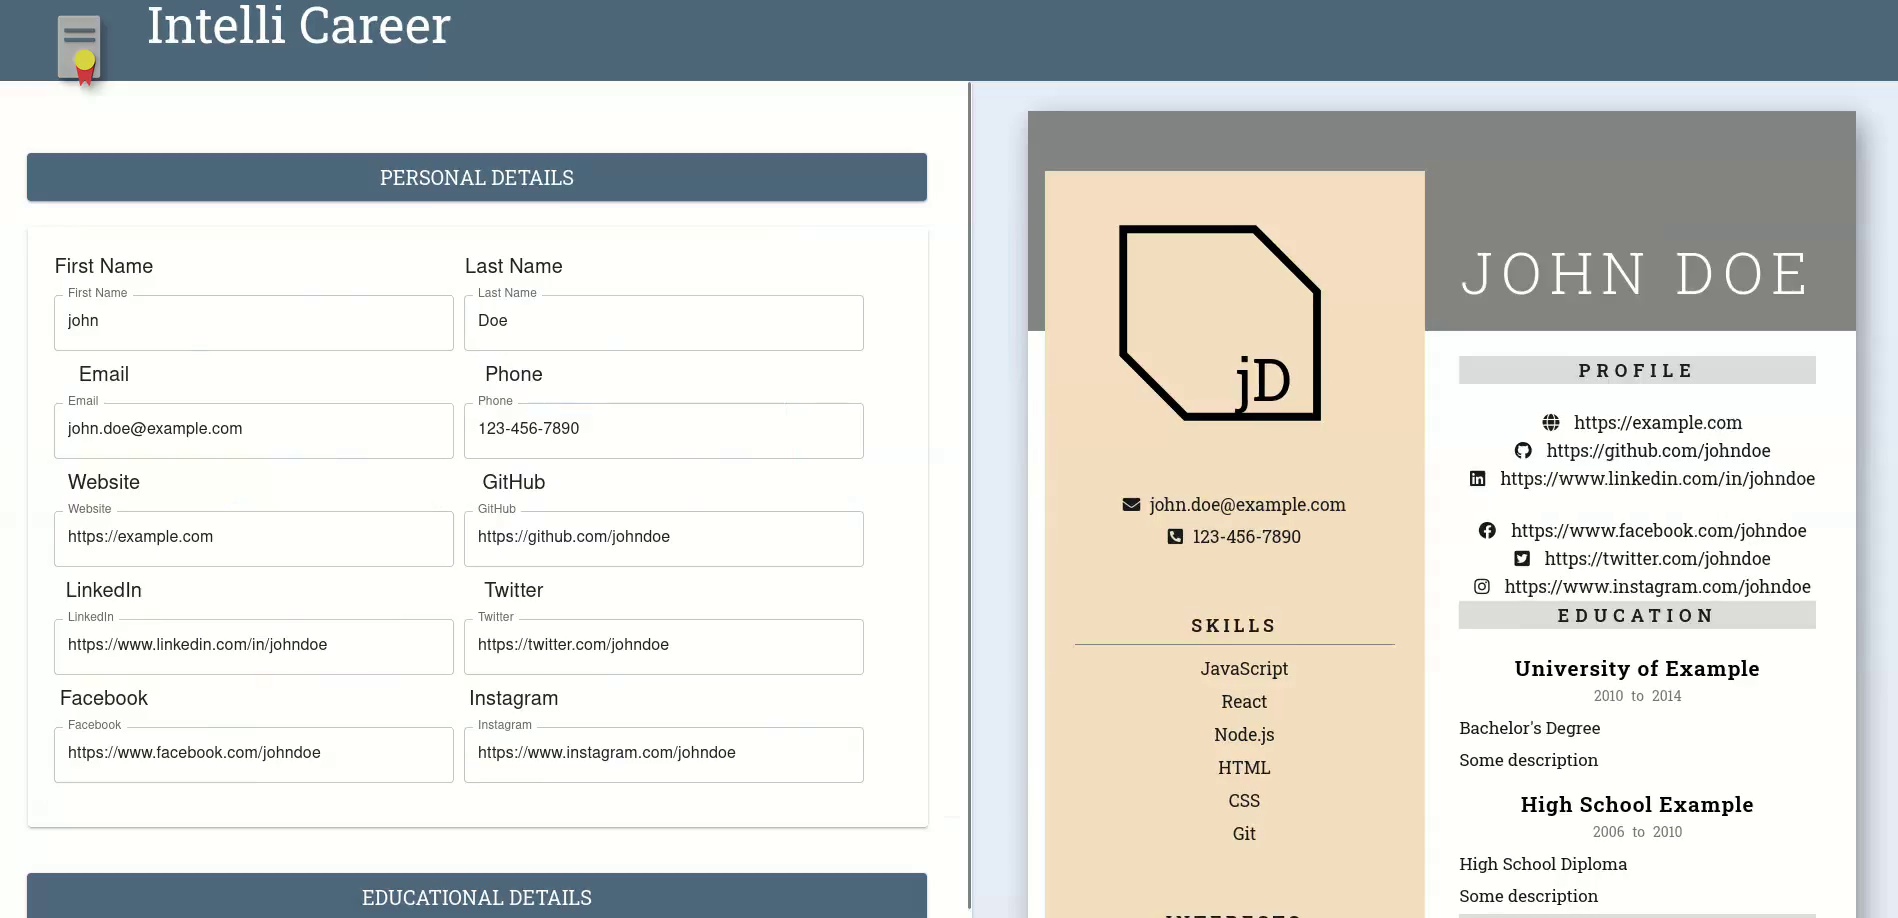 Intelli Career
PERSONAL DETAILS
First Name
Last Name
First Name
john
Last Name
Doe
Email
Phone
Email
john.doe@example.com
Phone
123-456-7890
Website
GitHub
Website
https://example.com
GitHub
https://github.com/johndoe
LinkedIn
Twitter
LinkedIn
https://www.linkedin.com/in/johndoe
Twitter
https://twitter.com/johndoe
Facebook
Instagram
Facebook
https://www.facebook.com/johndoe
Instagram
https://www.instagram.com/johndoe
EDUCATIONAL DETAILS
jD
john.doe@example.com
123-456-7890
SKILLS
JavaScript
React
Node.js
HTML
CSS
Git
INTERESTS
JOHN DOE
PROFILE
https://example.com
https://github.com/johndoe
https://www.linkedin.com/in/johndoe
https://www.facebook.com/johndoe
https://twitter.com/johndoe
https://www.instagram.com/johndoe
EDUCATION
University of Example
2010 to 2014
Bachelor's Degree
Some description
High School Example
2006 to 2010
High School Diploma
Some description